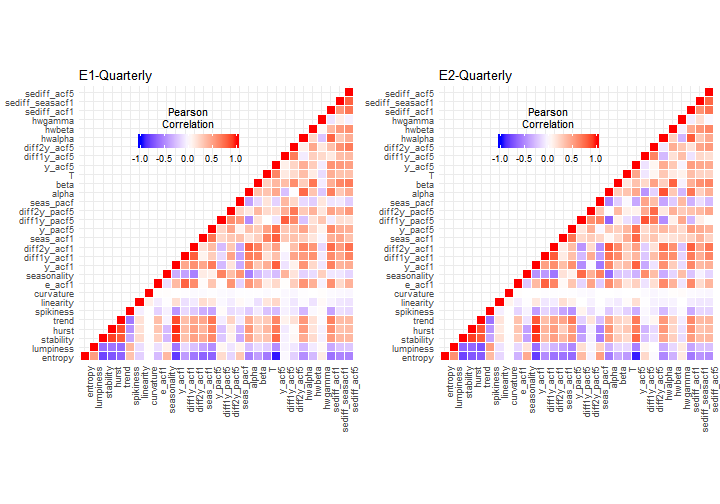 E1-Quarterly
sediff_acf5
sediff_seasacf1
sediff_acf1
hwgamma
hwbeta
hwalpha
diff2y_acf5
diff1y_acf5
y_acf5
T
beta
alpha
seas_pacf
diff2y_pacf5
diff1y_pacf5
y_pacf5
seas_acf1
diff2y_acf1
diff1y_acf1
y_acf1
seasonality
e_acf1
curvature
linearity
spikiness
trend
hurst
stability
lumpiness
entropy
Pearson
Correlation
-1.0 -0.5 0.0 0.5 1.0
entropy
lumpiness
stability
hurst
trend
spikiness
linearity
curvature
e_acf1
seasonality
y_acf1
diff1y_acf1
diff2y_acf1
seas_acf1
y_pacf5
diff1y_pacf5
diff2y_pacf5
seas_pacf
alpha
beta
T
y_acf5
diff1y_acf5
diff2y_acf5
hwalpha
hwbeta
hwgamma
sediff_acf1
sediff_seasacf1
sediff_acf5
E2-Quarterly
sediff_acf5
sediff_seasacf1
sediff_acf1
hwgamma
hwbeta
hwalpha
diff2y_acf5
diff1y_acf5
y_acf5
T
beta
alpha
seas_pacf
diff2y_pacf5
diff1y_pacf5
y_pacf5
seas_acf1
diff2y_acf1
diff1y_acf1
y_acf1
seasonality
e_acf1
curvature
linearity
spikiness
trend
hurst
stability
lumpiness
entropy
Pearson
Correlation
-1.0 -0.5 0.0 0.5 1.0
entropy
lumpiness
stability
hurst
trend
spikiness
linearity
curvature
e_acf1
seasonality
y_acf1
diff1y_acf1
diff2y_acf1
seas_acf1
y_pacf5
diff1y_pacf5
diff2y_pacf5
seas_pacf
alpha
beta
T
y_acf5
diff1y_acf5
diff2y_acf5
hwalpha
hwbeta
hwgamma
sediff_acf1
sediff_seasacf1
sediff_acf5